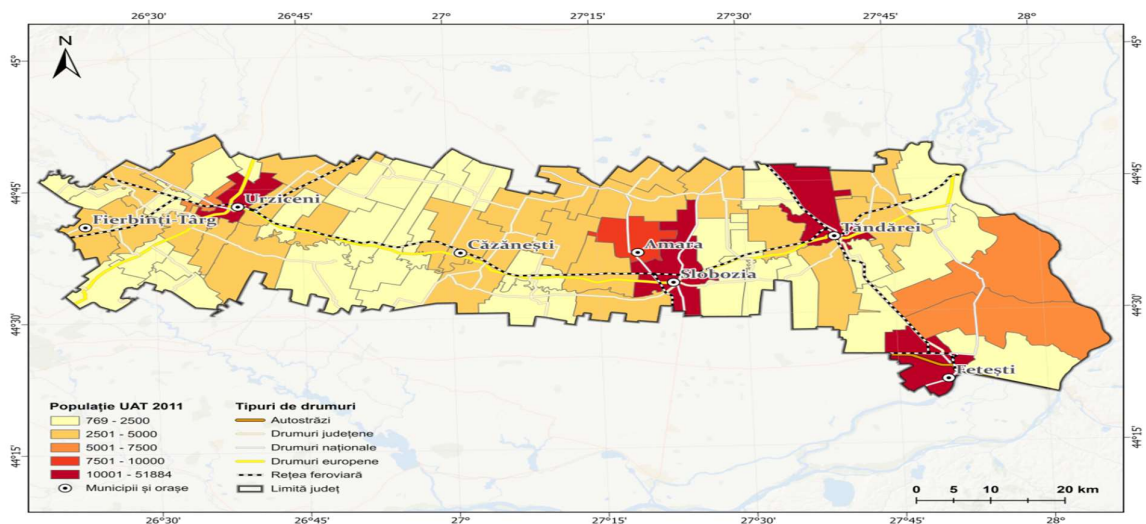 26°30' 26°45' 27° 27°15' 27°30' 27°45' 28°
N
45° 45°
44°45' 44°45'
Urziceni
Fierbinți Târg
Căzănești
Amara
Țăndărei
Slobozia
44°30' 44°30'
Fetești
Populație UAT 2011
769 - 2500
2501 - 5000
5001 - 7500
7501 - 10000
10001 - 51884
Municipii și orașe
Tipuri de drumuri
Autostrăzi
Drumuri județene
Drumuri naționale
Drumuri europene
Rețea feroviară
Limită județ
44°15' 44°15'
0 5 10 20 km
26°30' 26°45' 27° 27°15' 27°30' 27°45' 28°